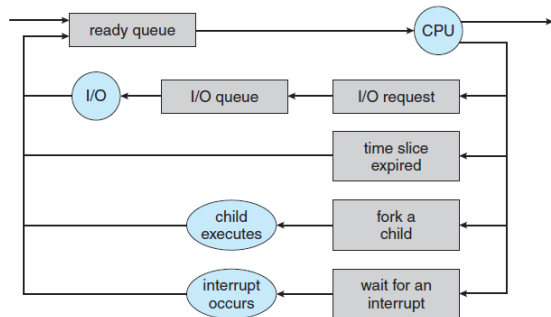 ready queue
CPU
I/O
I/O queue
I/O request
time slice
expired
child
executes
fork a
child
interrupt
occurs
wait for an
interrupt